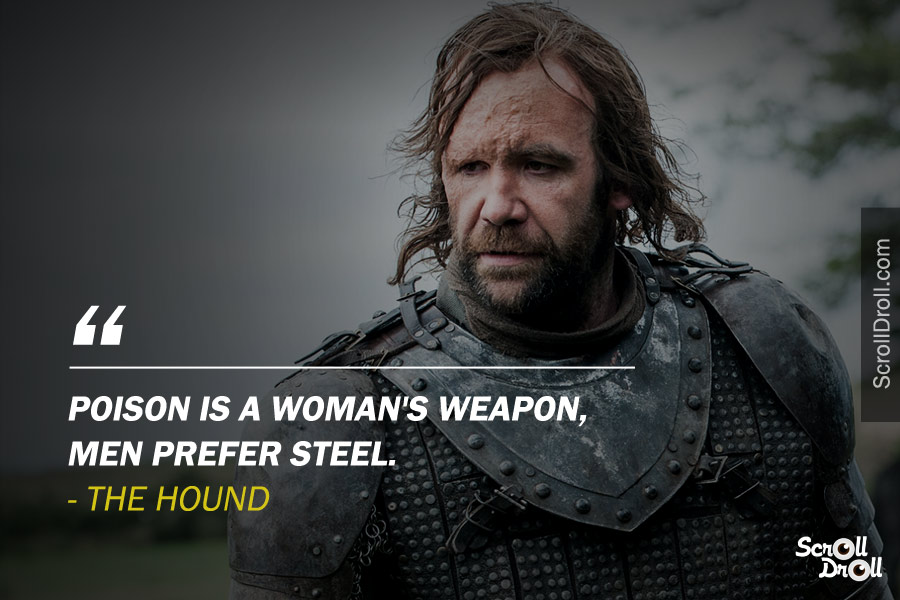 “
POISON IS A WOMAN'S WEAPON,
MEN PREFER STEEL.
- THE HOUND
ScrollDroll.com
Scroll
Droll